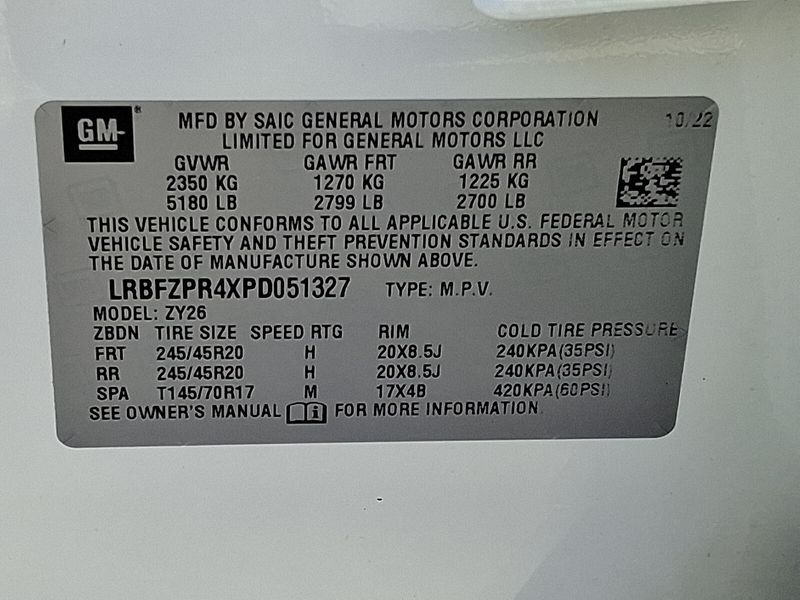 GM ® MFD BY SAIC GENERAL MOTORS CORPORATION 10/22
LIMITED FOR GENERAL MOTORS LLC
GVWR GAWR FRT GAWR RR
2350 KG 1270 KG 1225 KG
5180 LB 2799 LB 2700 LB
THIS VEHICLE CONFORMS TO ALL APPLICABLE U.S. FEDERAL MOTOR
VEHICLE SAFETY AND THEFT PREVENTION STANDARDS IN EFFECT ON
THE DATE OF MANUFACTURE SHOWN ABOVE.
LRBFZPR4XPD051327 TYPE: M.P.V.
MODEL: ZY26
ZBDN TIRE SIZE SPEED RTG RIM COLD TIRE PRESSURE
FRT 245/45R20 H 20X8.5J 240KPA(35PSI)
RR 245/45R20 H 20X8.5J 240KPA(35PSI)
SPA T145/70R17 M 17X4B 420KPA(60PSI)
SEE OWNER'S MANUAL i FOR MORE INFORMATION.